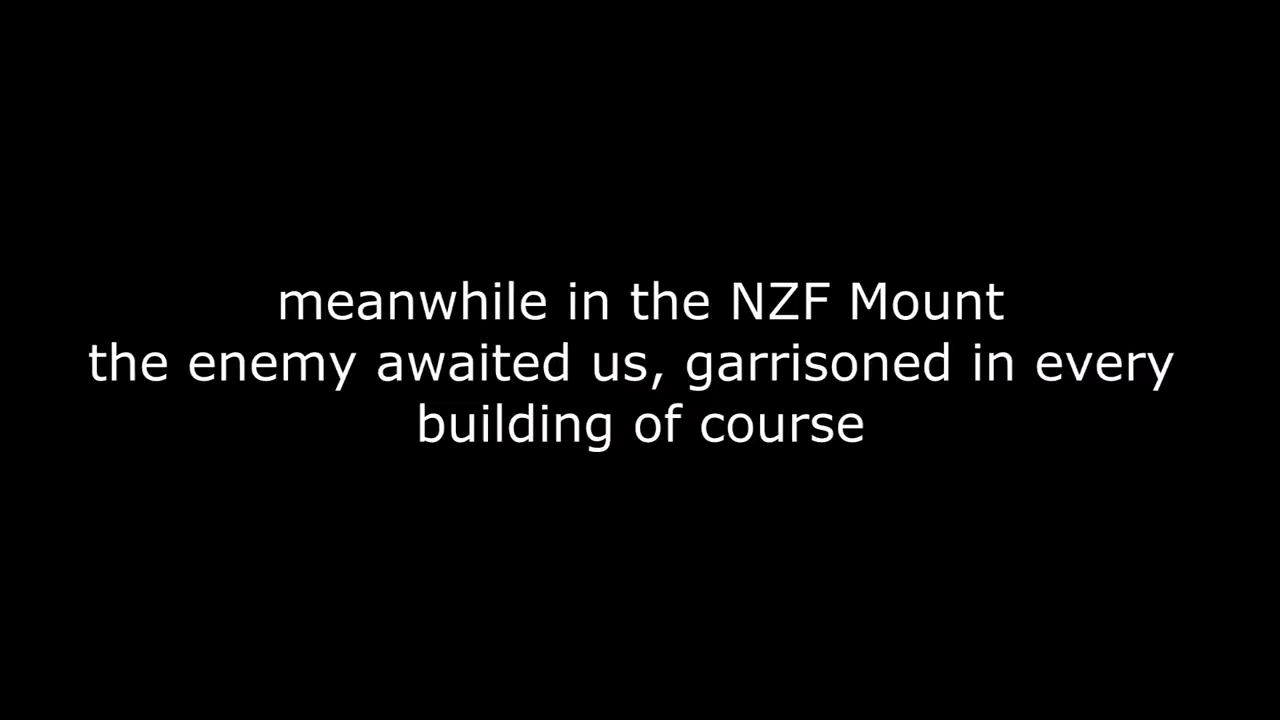 meanwhile in the NZF Mount
the enemy awaited us, garrisoned in every
building of course